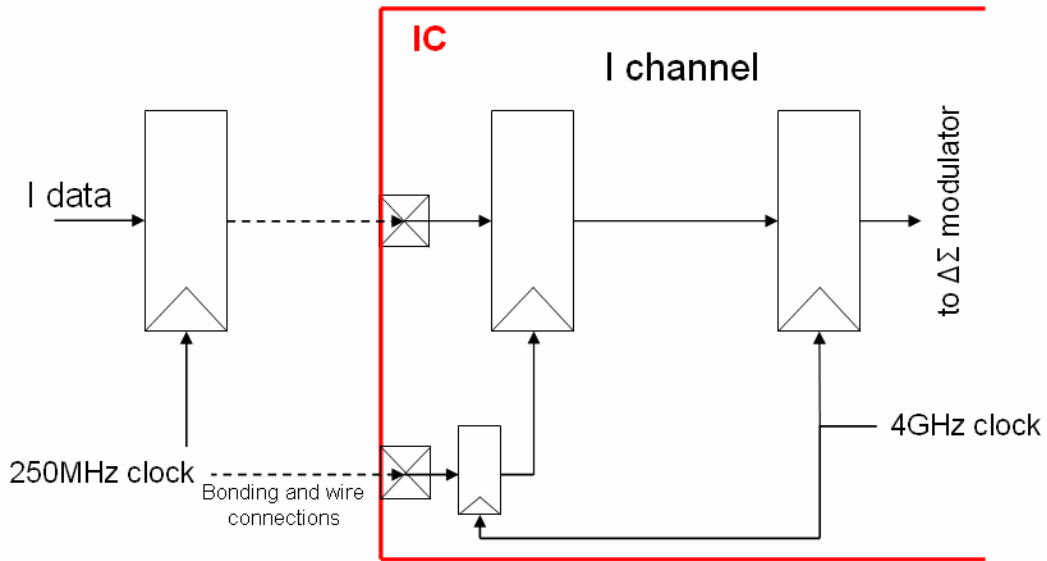 IC
I channel
I data
to ΔΣ modulator
4GHz clock
250MHz clock
Bonding and wire
connections